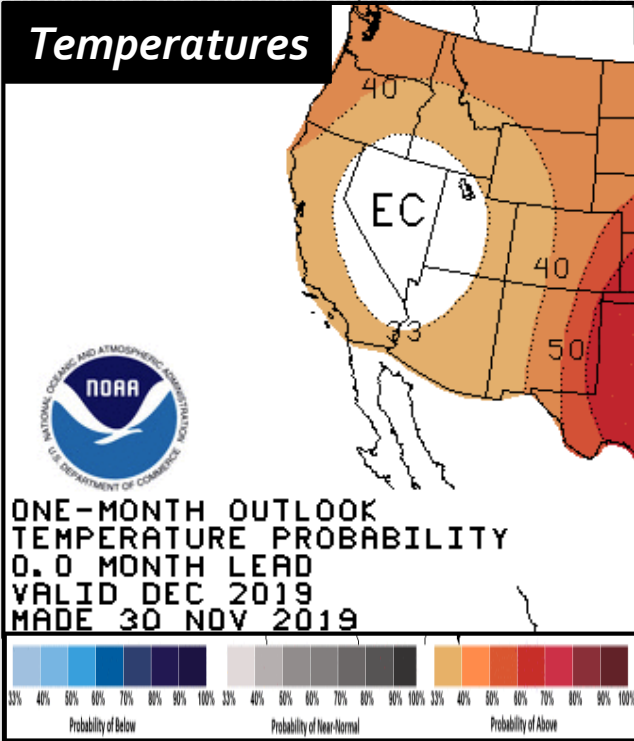 Temperatures
40
EC
40
33
50
NATIONAL OCEANIC AND ATMOSPHERIC ADMINISTRATION
NOAA
U.S. DEPARTMENT OF COMMERCE
ONE-MONTH OUTLOOK
TEMPERATURE PROBABILITY
0.0 MONTH LEAD
VALID DEC 2019
MADE 30 NOV 2019
33% 40% 50% 60% 70% 80% 90% 100% 33% 40% 50% 60% 70% 80% 90% 100% 33% 40% 50% 60% 70% 80% 90% 100%
Probability of Below Probability of Near-Normal Probability of Above